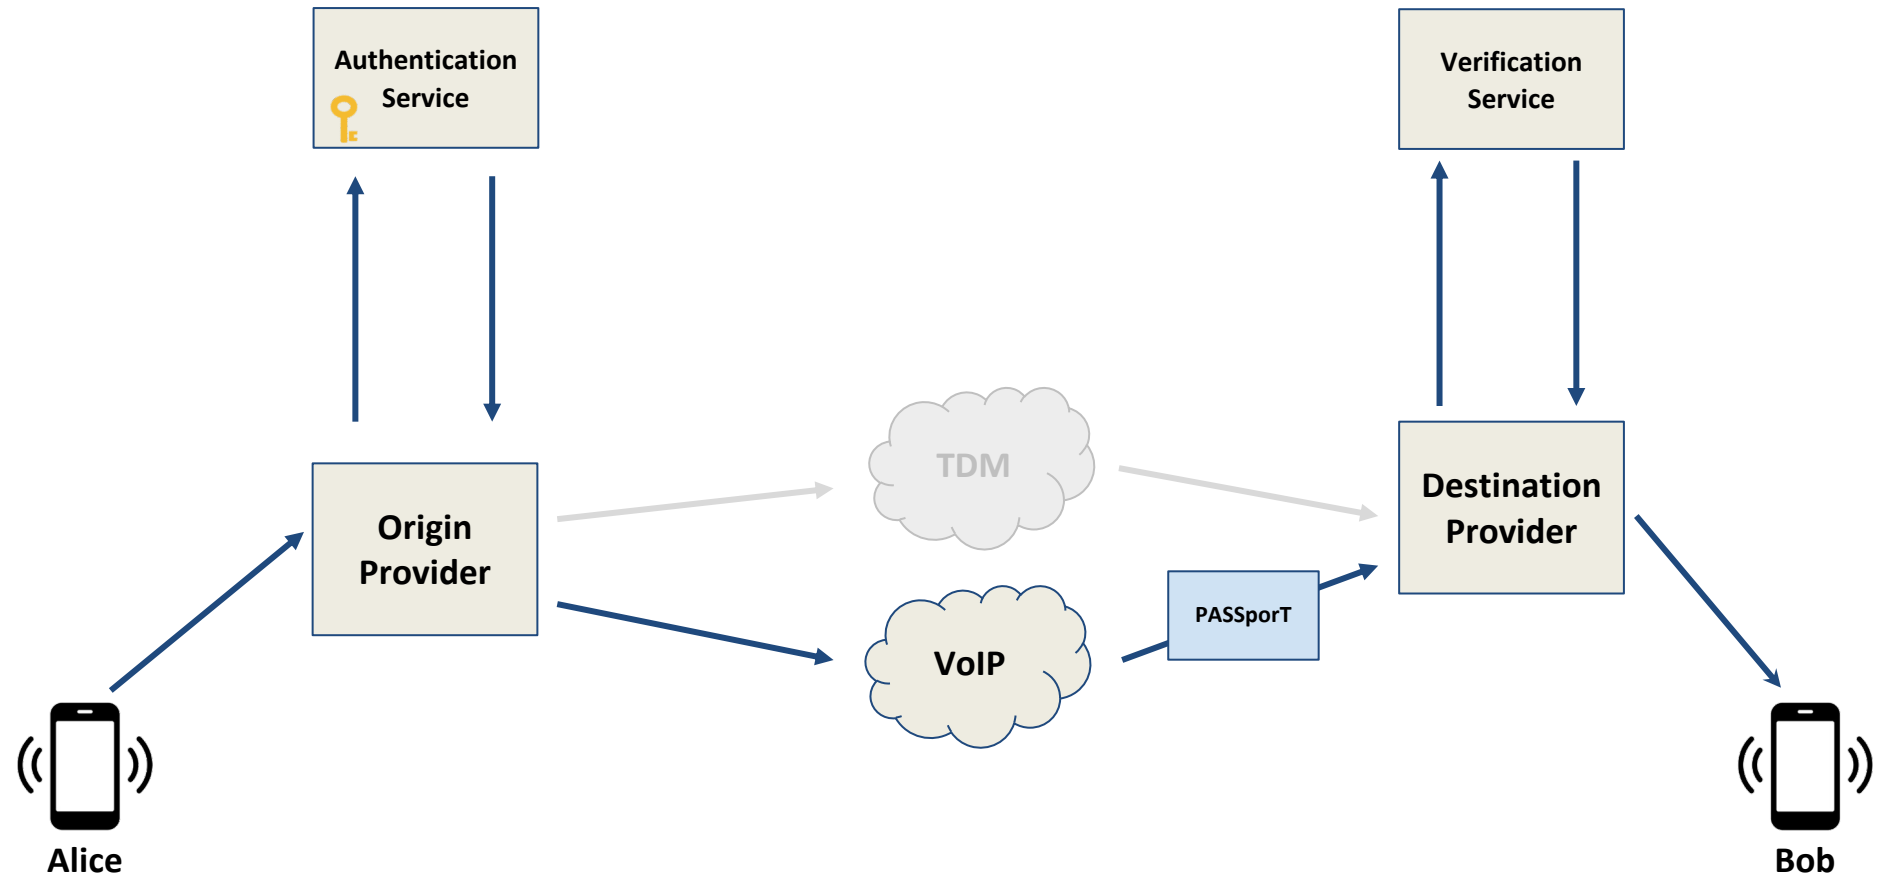 Authentication
Service
Verification
Service
TDM
Destination
Provider
Origin
Provider
PASSporT
VoIP
Alice
Bob